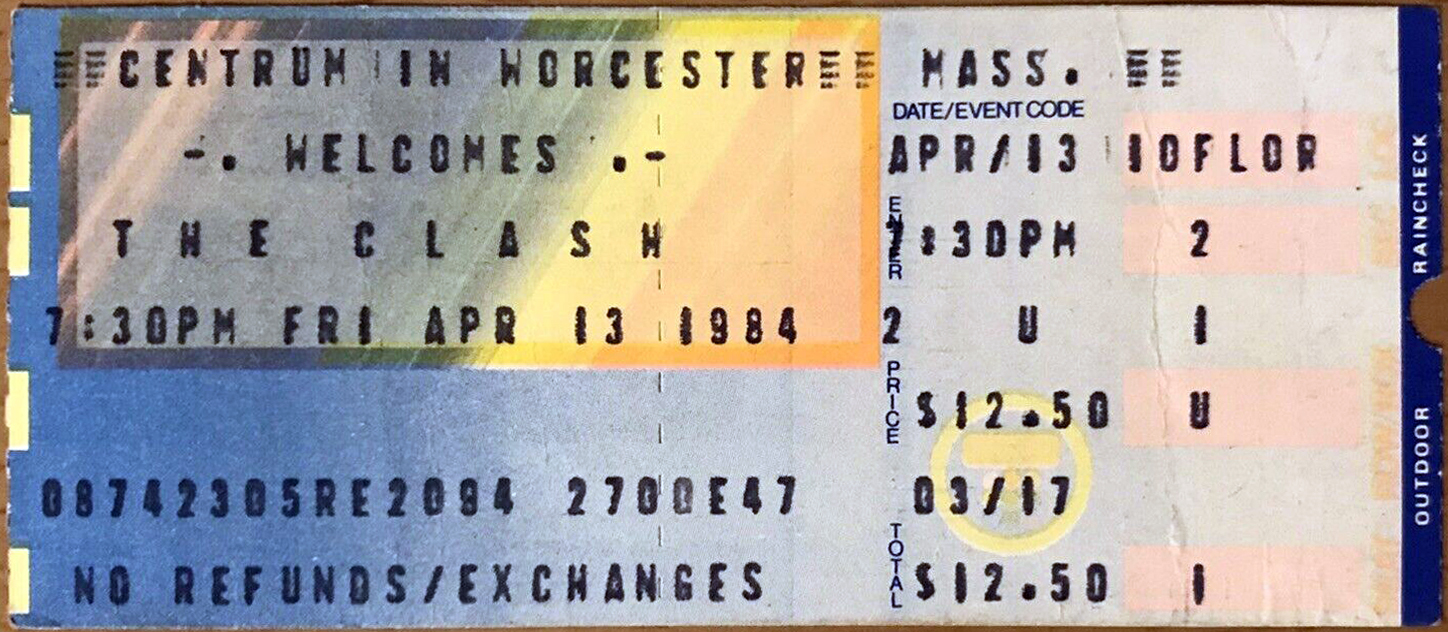 CENTRUM IN WORCESTER MASS.
-. WELCOMES .-
THE CLASH
7:30PM FRI APR 13 1984
08742305RE2084 2700E47
NO REFUNDS/EXCHANGES
DATE/EVENT CODE
APR/13 10FLOR
ENTER
7:30PM 2
2 U 1
PRICE
$12.50 U
03/17
TOTAL
$12.50 1
RAINCHECK
OUTDOOR